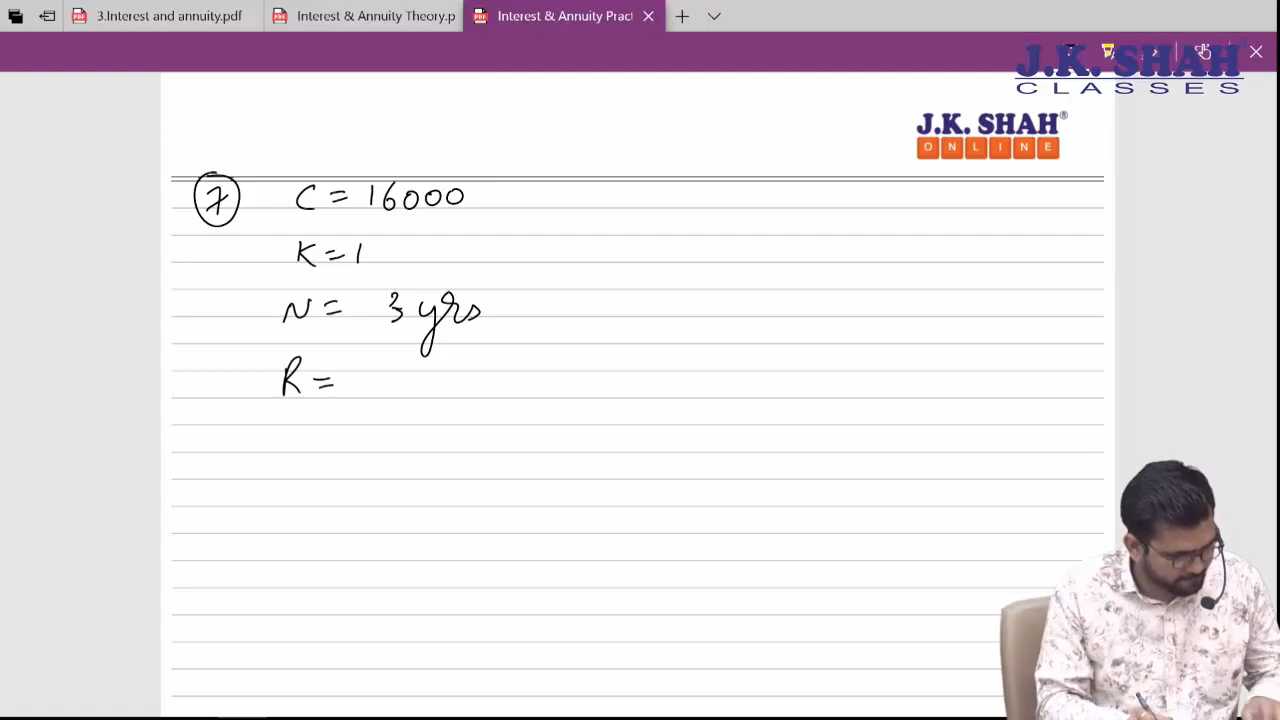 3.Interest and annuity.pdf
Interest & Annuity Theory.p
Interest & Annuity Pract
J.K. SHAH
CLASSES
J.K. SHAH®
ONLINE
7 C = 16000
K = 1
N = 3 yrs
R =